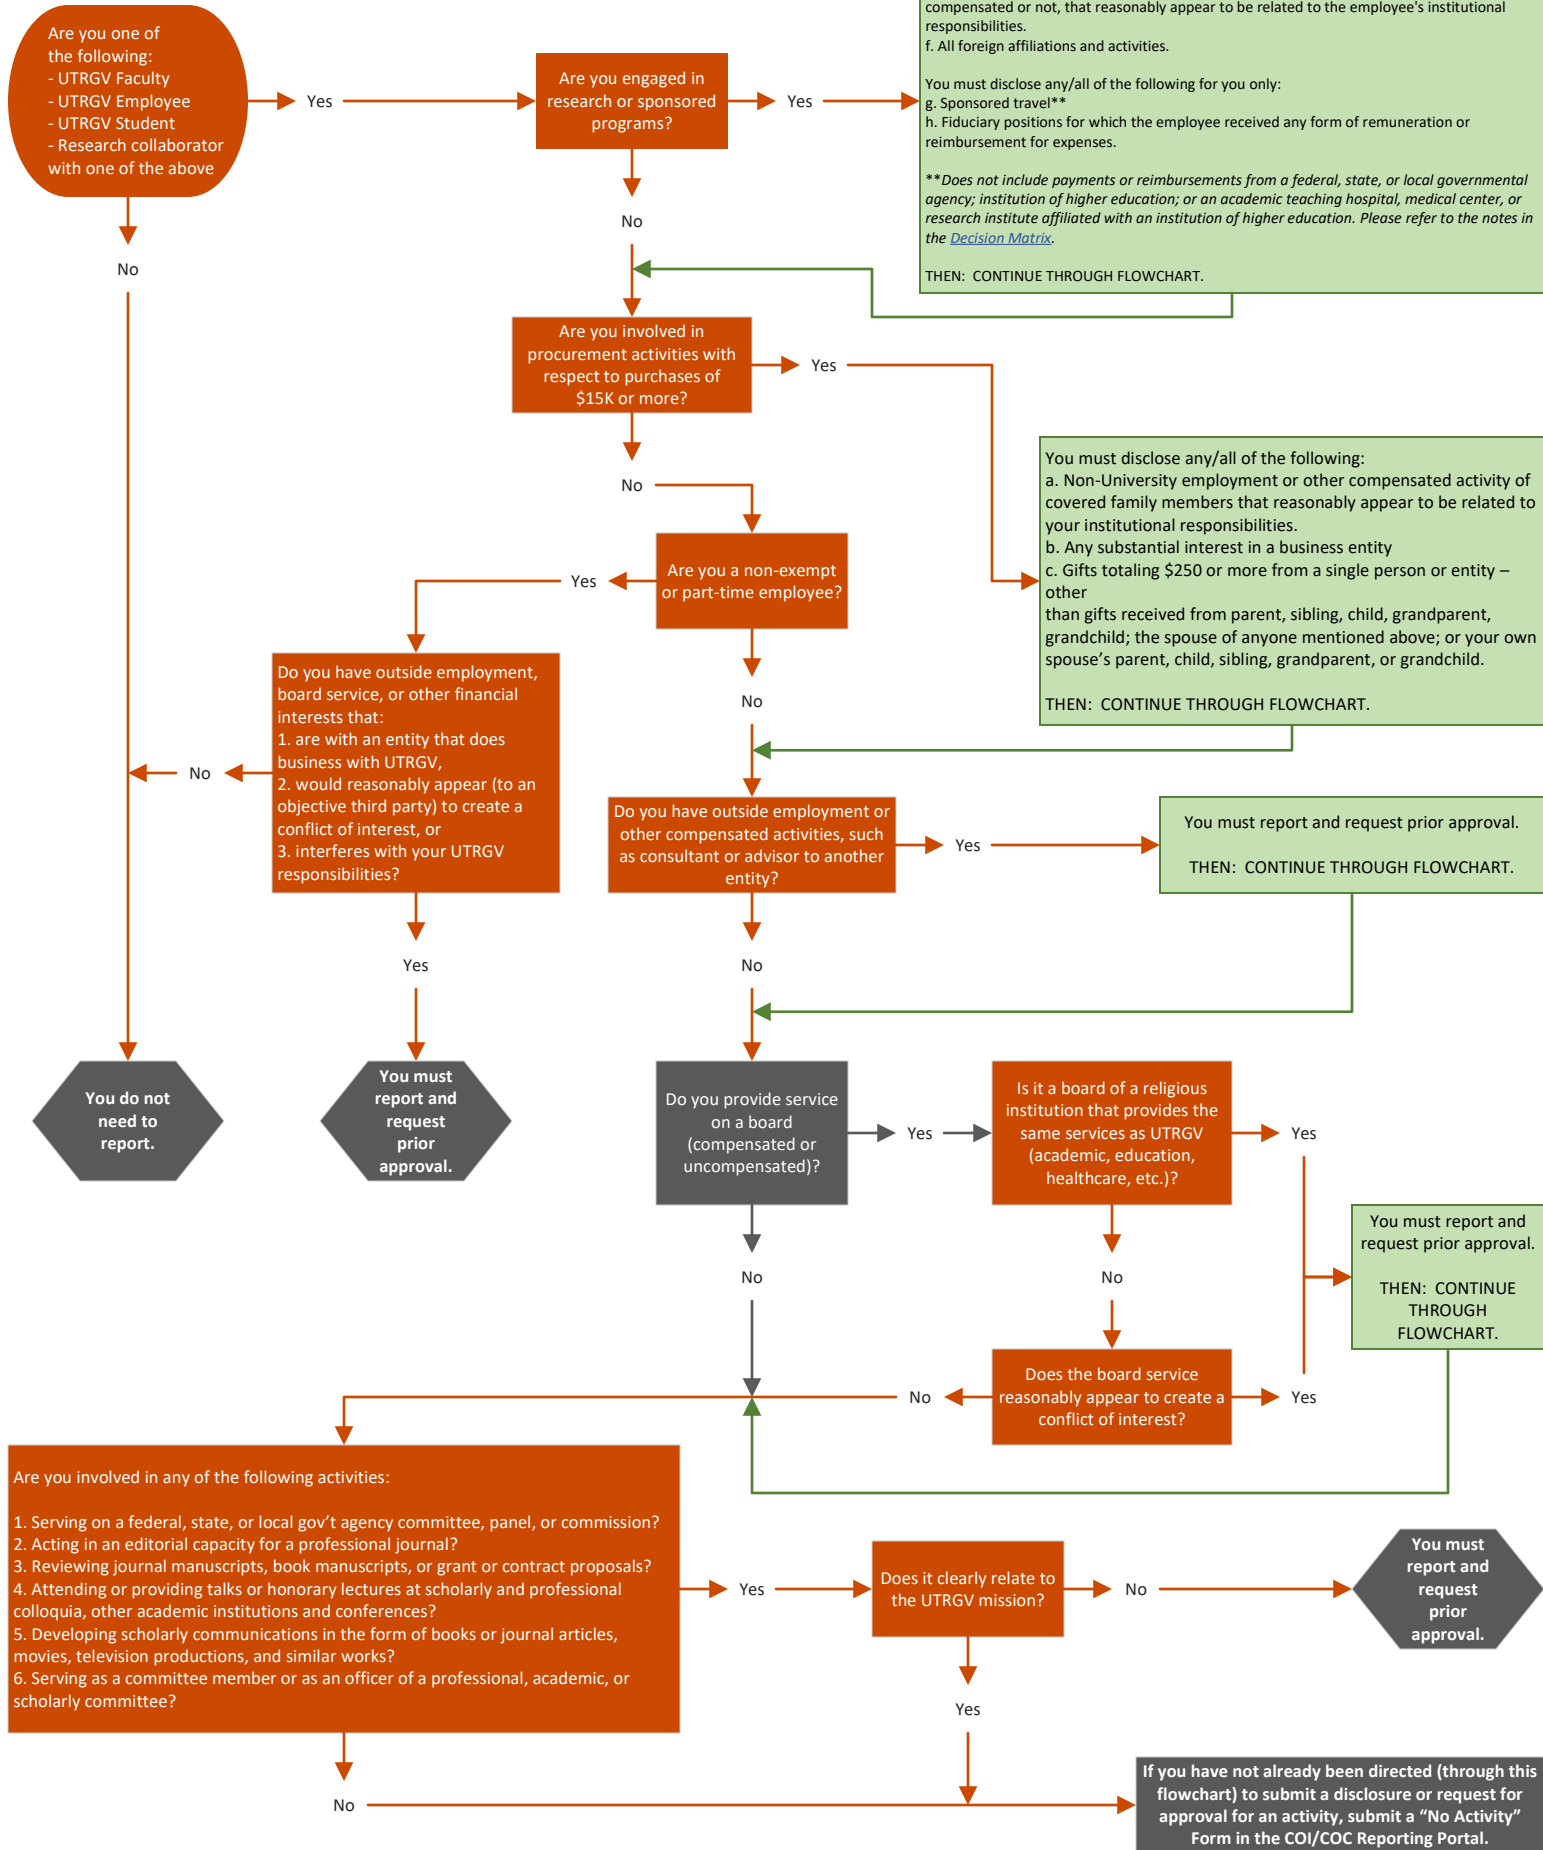 compensated or not, that reasonably appear to be related to the employee's institutional
responsibilities.
f. All foreign affiliations and activities.
You must disclose any/all of the following for you only:
g. Sponsored travel**
h. Fiduciary positions for which the employee received any form of remuneration or
reimbursement for expenses.
**Does not include payments or reimbursements from a federal, state, or local governmental
agency; institution of higher education; or an academic teaching hospital, medical center, or
research institute affiliated with an institution of higher education. Please refer to the notes in
the Decision Matrix.
THEN: CONTINUE THROUGH FLOWCHART.
Are you one of
the following:
- UTRGV Faculty
- UTRGV Employee
- UTRGV Student
- Research collaborator
with one of the above
Yes
Are you engaged in
research or sponsored
programs?
Yes
No
No
Are you involved in
procurement activities with
respect to purchases of
$15K or more?
Yes
No
You must disclose any/all of the following:
a. Non-University employment or other compensated activity of
covered family members that reasonably appear to be related to
your institutional responsibilities.
b. Any substantial interest in a business entity
c. Gifts totaling $250 or more from a single person or entity –
other
than gifts received from parent, sibling, child, grandparent,
grandchild; the spouse of anyone mentioned above; or your own
spouse's parent, child, sibling, grandparent, or grandchild.
THEN: CONTINUE THROUGH FLOWCHART.
Are you a non-exempt
or part-time employee?
Yes
No
Do you have outside employment,
board service, or other financial
interests that:
1. are with an entity that does
business with UTRGV,
2. would reasonably appear (to an
objective third party) to create a
conflict of interest, or
3. interferes with your UTRGV
responsibilities?
No
Yes
Do you have outside employment or
other compensated activities, such
as consultant or advisor to another
entity?
Yes
You must report and request prior approval.
THEN: CONTINUE THROUGH FLOWCHART.
No
You do not
need to
report.
You must
report and
request
prior
approval.
Do you provide service
on a board
(compensated or
uncompensated)?
Yes
Is it a board of a religious
institution that provides the
same services as UTRGV
(academic, education,
healthcare, etc.)?
Yes
No
No
You must report and
request prior approval.
THEN: CONTINUE
THROUGH
FLOWCHART.
Does the board service
reasonably appear to create a
conflict of interest?
No
Yes
Are you involved in any of the following activities:
1. Serving on a federal, state, or local gov't agency committee, panel, or commission?
2. Acting in an editorial capacity for a professional journal?
3. Reviewing journal manuscripts, book manuscripts, or grant or contract proposals?
4. Attending or providing talks or honorary lectures at scholarly and professional
colloquia, other academic institutions and conferences?
5. Developing scholarly communications in the form of books or journal articles,
movies, television productions, and similar works?
6. Serving as a committee member or as an officer of a professional, academic, or
scholarly committee?
Yes
Does it clearly relate to
the UTRGV mission?
No
You must
report and
request
prior
approval.
Yes
No
If you have not already been directed (through this
flowchart) to submit a disclosure or request for
approval for an activity, submit a “No Activity”
Form in the COI/COC Reporting Portal.